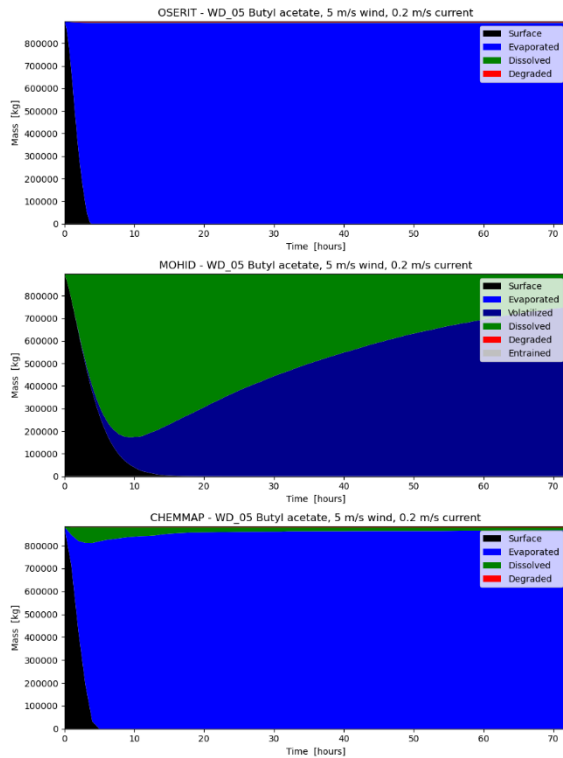 OSERIT - WD_05 Butyl acetate, 5 m/s wind, 0.2 m/s current
Mass [kg]
800000
700000
600000
500000
400000
300000
200000
100000
0
0 10 20 30 40 50 60 70
Time [hours]
Surface
Evaporated
Dissolved
Degraded
MOHID - WD_05 Butyl acetate, 5 m/s wind, 0.2 m/s current
Mass [kg]
800000
700000
600000
500000
400000
300000
200000
100000
0
0 10 20 30 40 50 60 70
Time [hours]
Surface
Evaporated
Volatilized
Dissolved
Degraded
Entrained
CHEMMAP - WD_05 Butyl acetate, 5 m/s wind, 0.2 m/s current
Mass [kg]
800000
700000
600000
500000
400000
300000
200000
100000
0
0 10 20 30 40 50 60 70
Time [hours]
Surface
Evaporated
Dissolved
Degraded